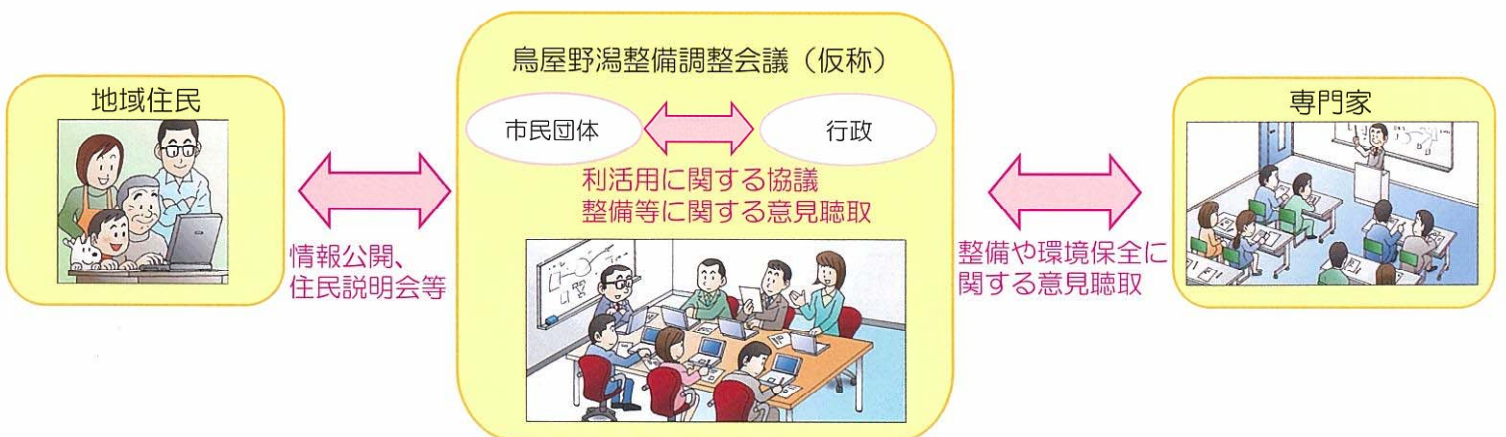 地域住民
情報公開、
住民説明会等
鳥屋野潟整備調整会議（仮称）
市民団体
行政
利活用に関する協議
整備等に関する意見聴取
整備や環境保全に
関する意見聴取
専門家